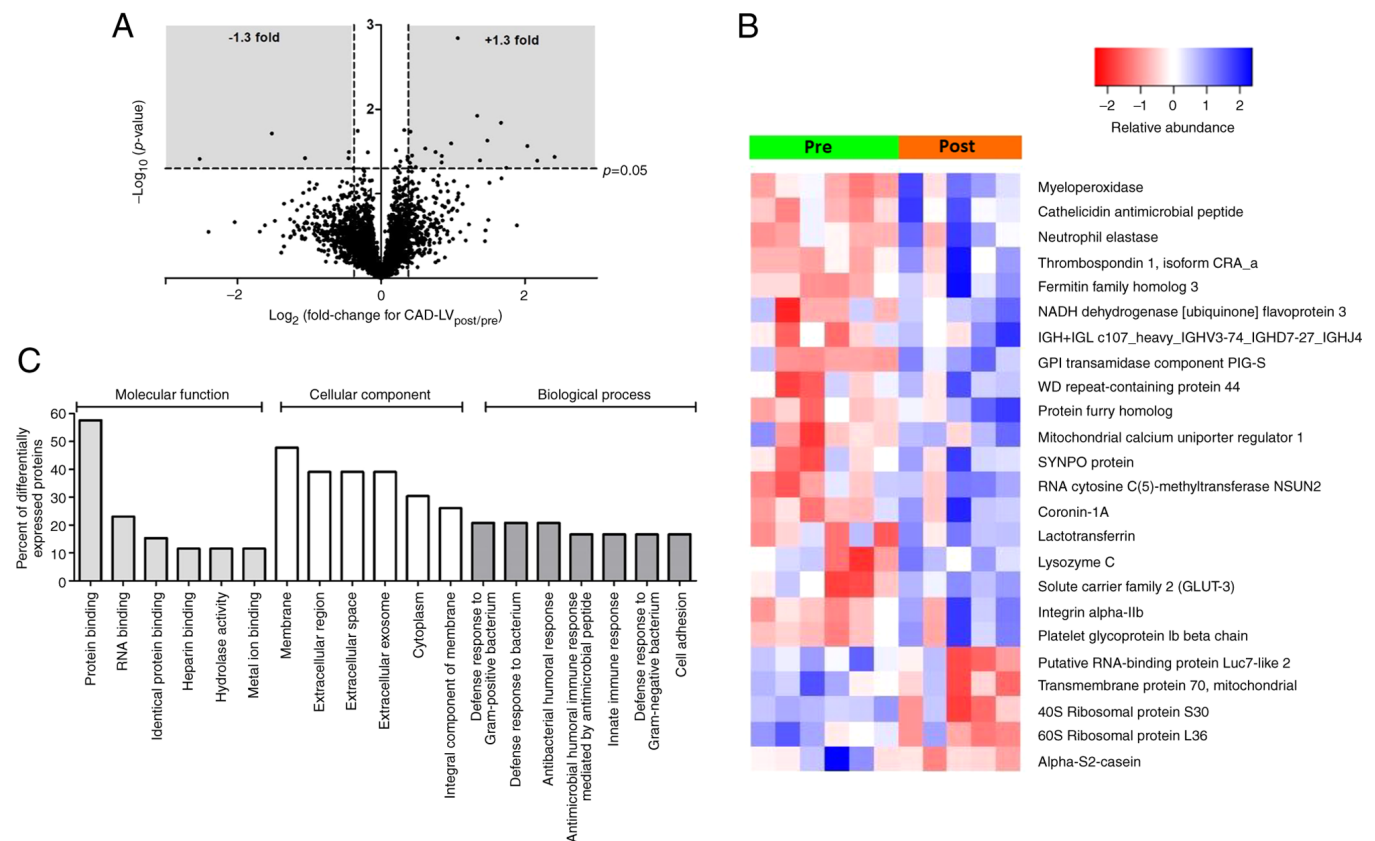 A
-1.3 fold
+1.3 fold
3
2
1
−Log10 (p-value)
p=0.05
−2
0
2
Log2 (fold-change for CAD-LVpost/pre)
B
−2 −1 0 1 2
Relative abundance
Pre
Post
Myeloperoxidase
Cathelicidin antimicrobial peptide
Neutrophil elastase
Thrombospondin 1, isoform CRA_a
Fermitin family homolog 3
NADH dehydrogenase [ubiquinone] flavoprotein 3
IGH+IGL c107_heavy_IGHV3-74_IGHD7-27_IGHJ4
GPI transamidase component PIG-S
WD repeat-containing protein 44
Protein furry homolog
Mitochondrial calcium uniporter regulator 1
SYNPO protein
RNA cytosine C(5)-methyltransferase NSUN2
Coronin-1A
Lactotransferrin
Lysozyme C
Solute carrier family 2 (GLUT-3)
Integrin alpha-IIb
Platelet glycoprotein Ib beta chain
Putative RNA-binding protein Luc7-like 2
Transmembrane protein 70, mitochondrial
40S Ribosomal protein S30
60S Ribosomal protein L36
Alpha-S2-casein
C
Molecular function
Cellular component
Biological process
Percent of differentially
expressed proteins
60
50
40
30
20
10
0
Protein binding
RNA binding
Identical protein binding
Heparin binding
Hydrolase activity
Metal ion binding
Membrane
Extracellular region
Extracellular space
Extracellular exosome
Cytoplasm
Integral component of membrane
Defense response to
Gram-positive bacterium
Defense response to bacterium
Antibacterial humoral response
Antimicrobial humoral immune response
mediated by antimicrobial peptide
Innate immune response
Defense response to
Gram-negative bacterium
Cell adhesion